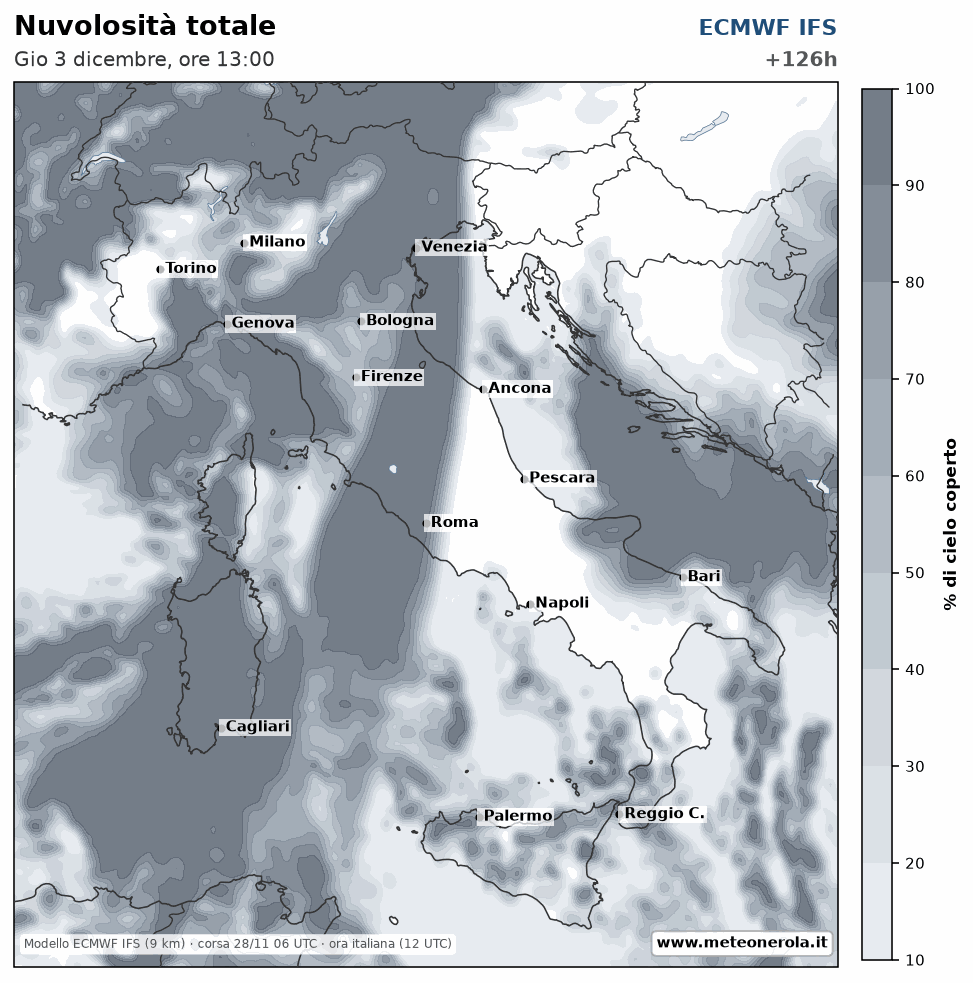 Nuvolosità totale
ECMWF IFS
Gio 3 dicembre, ore 13:00
+126h
Milano
Venezia
Torino
Genova
Bologna
Firenze
Ancona
Pescara
Roma
Bari
Napoli
Cagliari
Palermo
Reggio C.
100
90
80
70
60
50
40
30
20
10
% di cielo coperto
Modello ECMWF IFS (9 km) · corsa 28/11 06 UTC · ora italiana (12 UTC)
www.meteonerola.it